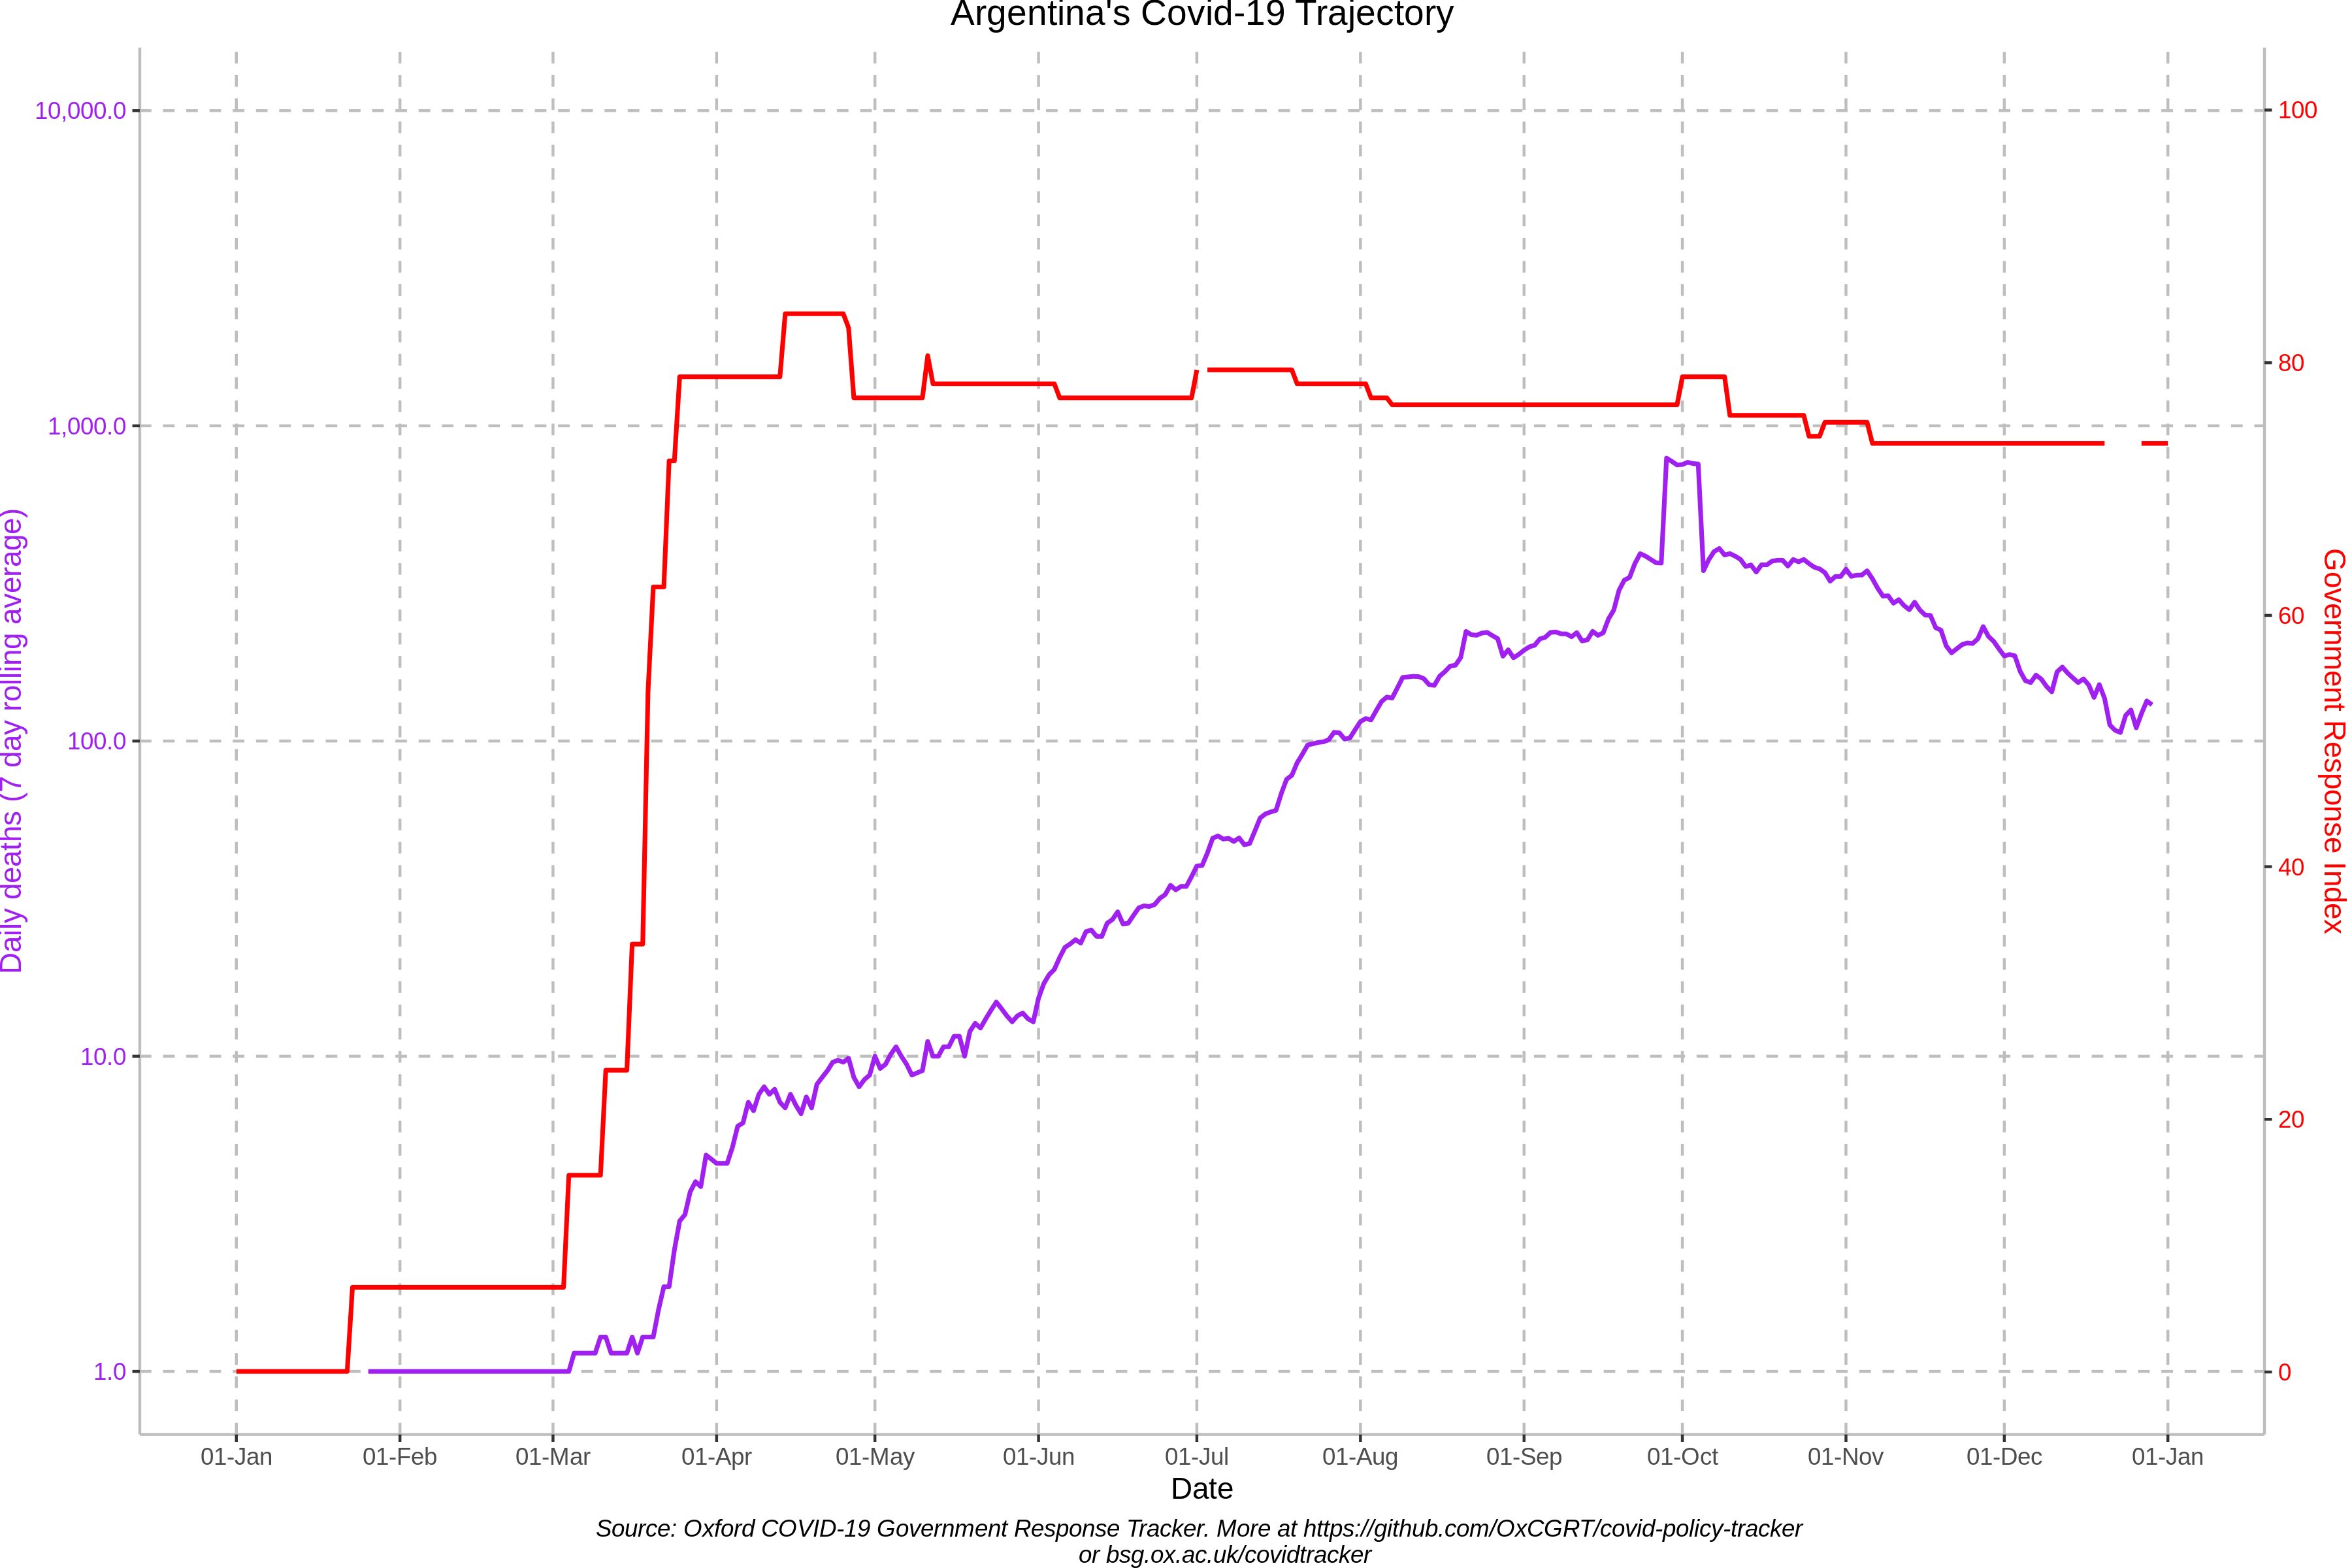 Argentina's Covid-19 Trajectory
10,000.0
1,000.0
100.0
10.0
1.0
Daily deaths (7 day rolling average)
100
80
60
40
20
0
Government Response Index
01-Jan 01-Feb 01-Mar 01-Apr 01-May 01-Jun 01-Jul 01-Aug 01-Sep 01-Oct 01-Nov 01-Dec 01-Jan
Date
Source: Oxford COVID-19 Government Response Tracker. More at https://github.com/OxCGRT/covid-policy-tracker
or bsg.ox.ac.uk/covidtracker